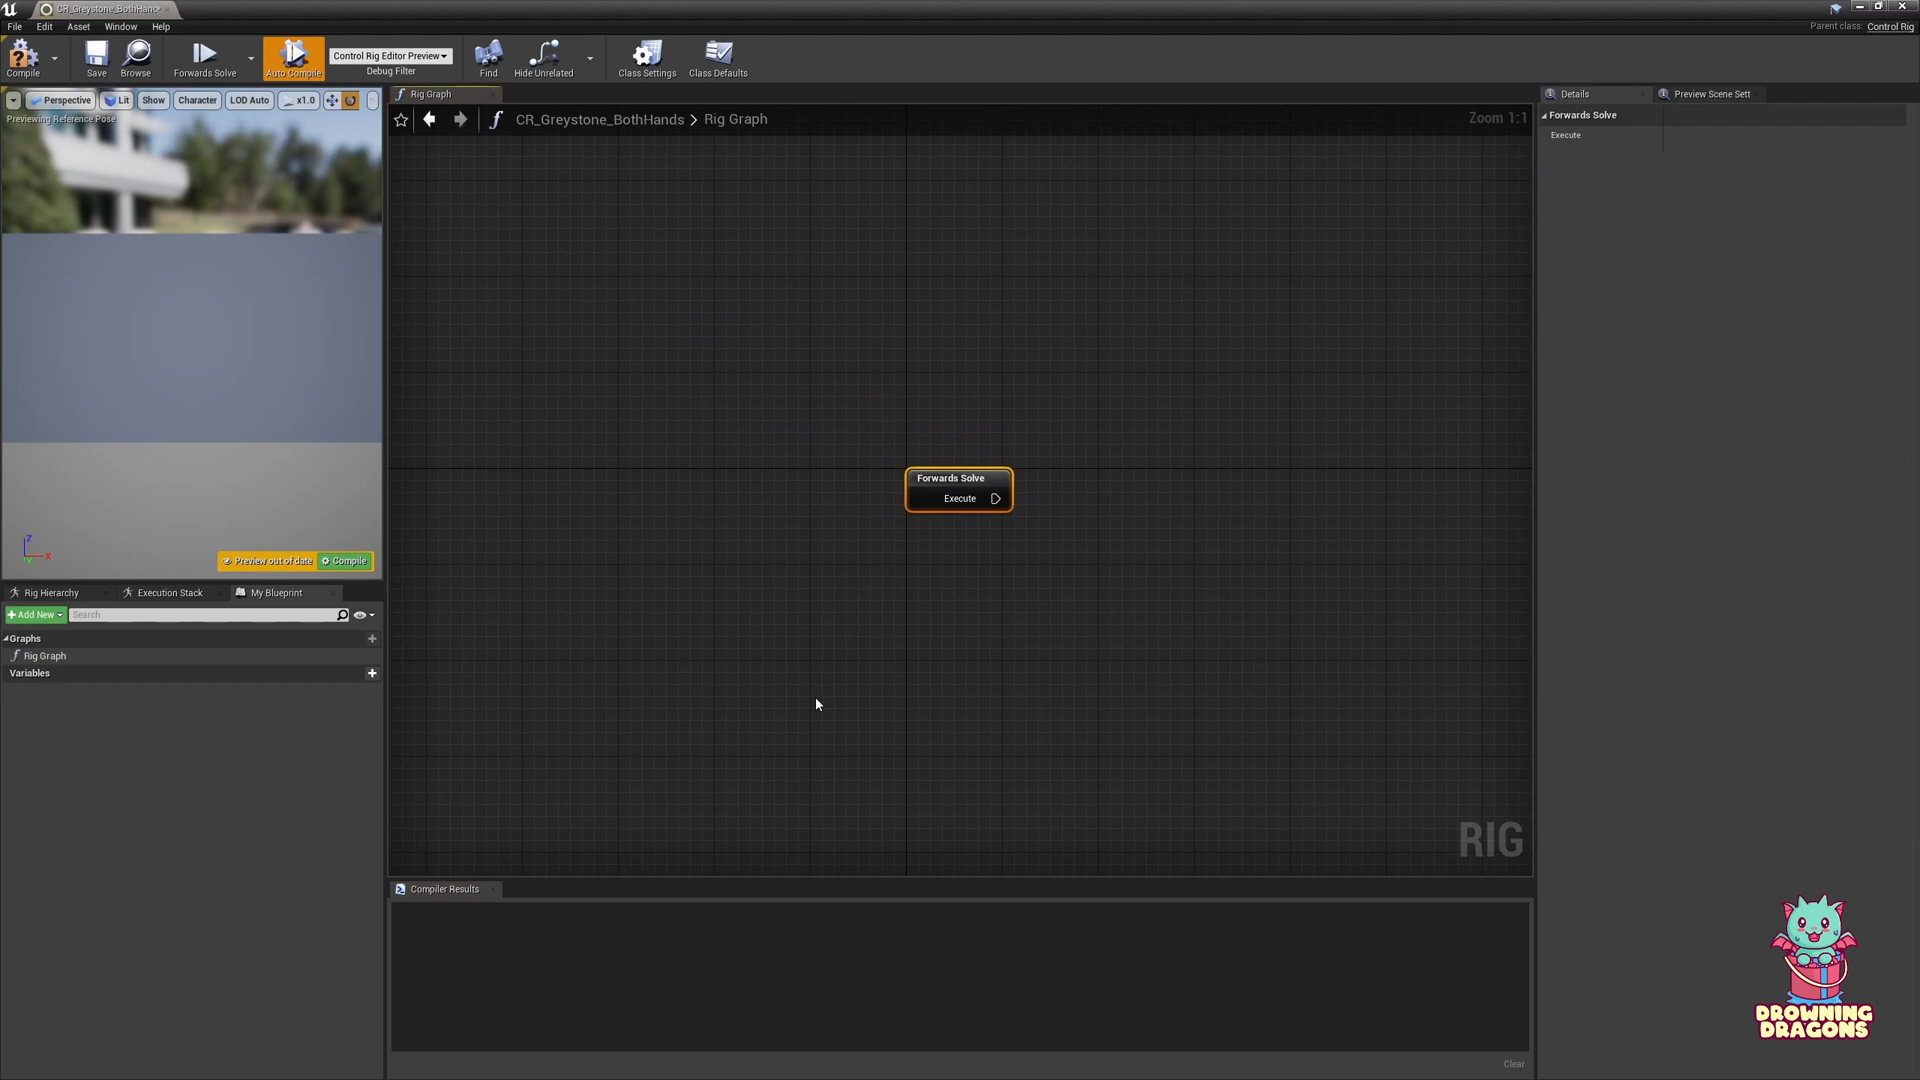 CR_Greystone_BothHand*
File Edit Asset Window Help
Parent class: Control Rig
Compile
Save
Browse
Forwards Solve
Auto Compile
Control Rig Editor Preview
Debug Filter
Find
Hide Unrelated
Class Settings
Class Defaults
Perspective
Lit
Show
Character
LOD Auto
x1.0
Previewing Reference Pose
Z
X
Y
Preview out of date
Compile
Rig Graph
CR_Greystone_BothHands > Rig Graph
Zoom 1:1
Forwards Solve
Execute
RIG
Rig Hierarchy
Execution Stack
My Blueprint
Add New
Search
Graphs
Rig Graph
Variables
Compiler Results
Clear
Details
Preview Scene Sett
Forwards Solve
Execute
DROWNING
DRAGONS